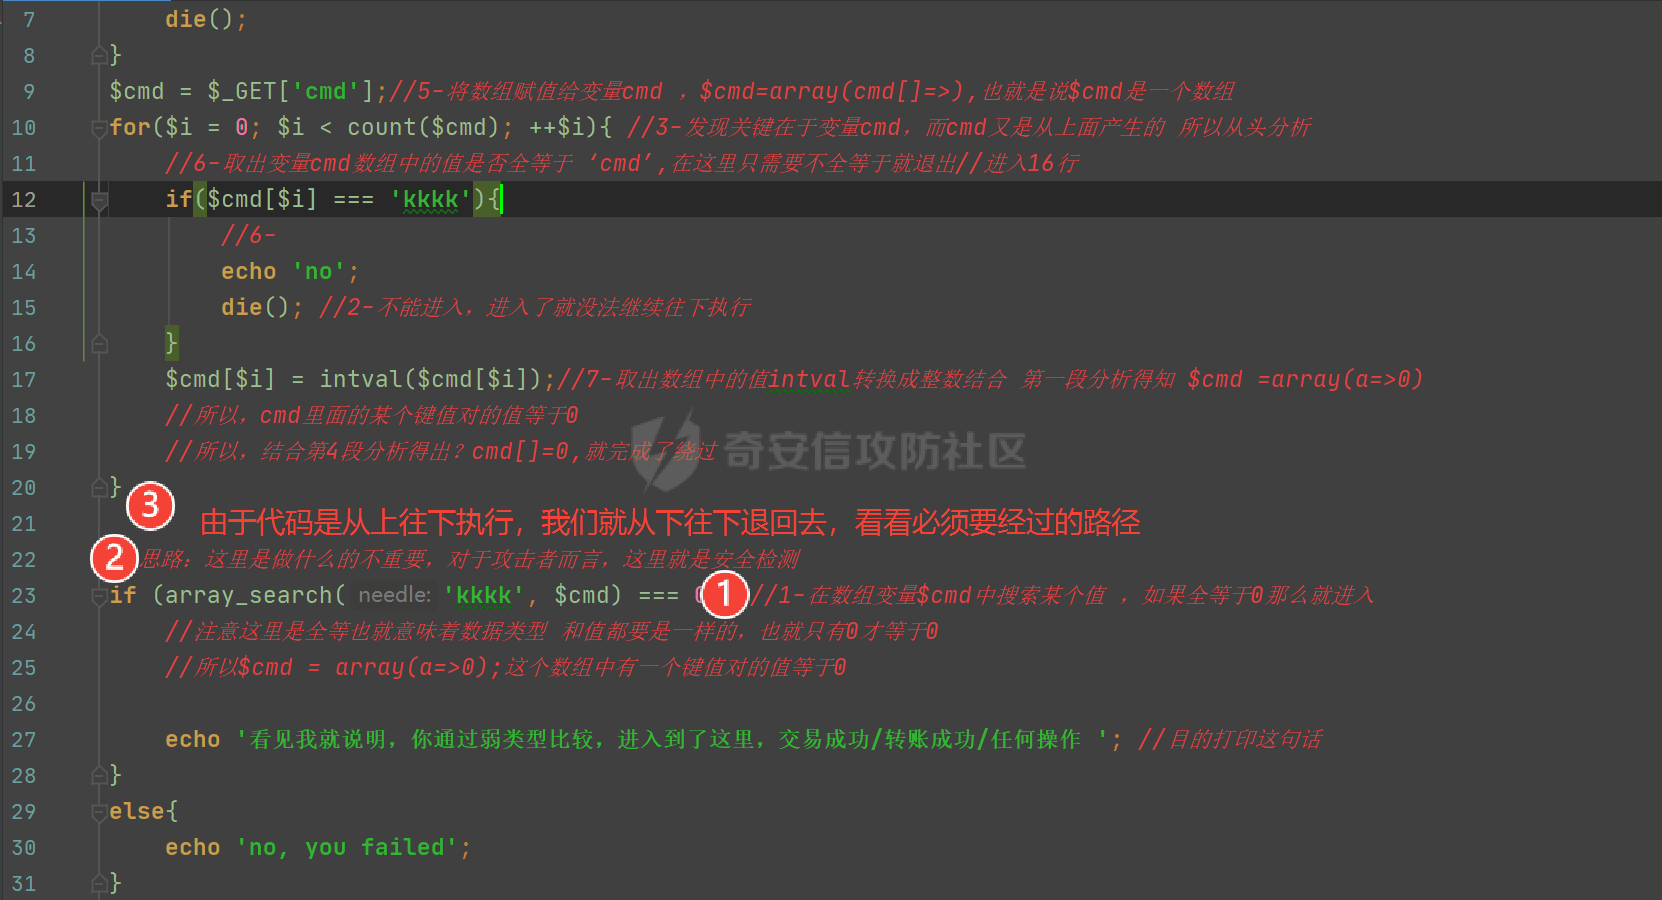 7 die();
8 }
9 $cmd = $_GET['cmd'];//5-将数组赋值给变量cmd ，$cmd=array(cmd[]=>),也就是说$cmd是一个数组
10 for($i = 0; $i < count($cmd); ++$i){ //3-发现关键在于变量cmd，而cmd又是从上面产生的 所以从头分析
11 //6-取出变量cmd数组中的值是否全等于 ‘cmd’,在这里只需要不全等于就退出//进入16行
12 if($cmd[$i] === 'kkkk'){
13 //6-
14 echo 'no';
15 die(); //2-不能进入，进入了就没法继续往下执行
16 }
17 $cmd[$i] = intval($cmd[$i]);//7-取出数组中的值intval转换成整数结合 第一段分析得知 $cmd =array(a=>0)
18 //所以，cmd里面的某个键值对的值等于0
19 //所以，结合第4段分析得出？cmd[]=0,就完成了绕过
奇安信攻防社区
20 }
3
21 由于代码是从上往下执行，我们就从下往下退回去，看看必须要经过的路径
22 2 思路：这里是做什么的不重要，对于攻击者而言，这里就是安全检测
23 if (array_search( needle: 'kkkk', $cmd) === 1 //1-在数组变量$cmd中搜索某个值 ，如果全等于0那么就进入
24 //注意这里是全等也就意味着数据类型 和值都要是一样的，也就只有0才等于0
25 //所以$cmd = array(a=>0);这个数组中有一个键值对的值等于0
26
27 echo '看见我就说明，你通过弱类型比较，进入到了这里，交易成功/转账成功/任何操作 '; //目的打印这句话
28 }
29 else{
30 echo 'no, you failed';
31 }